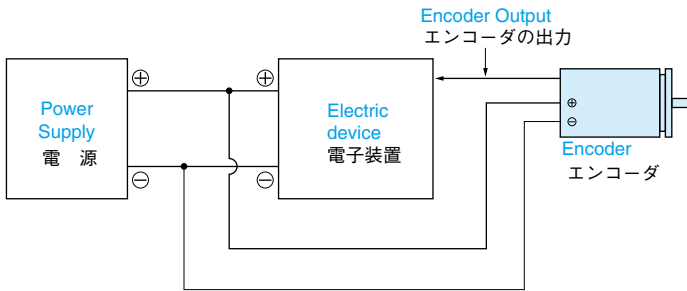 Encoder Output
エンコーダの出力
⊕
⊕
Power
Supply
電　源
Electric
device
電子装置
⊕
⊖
Encoder
エンコーダ
⊖
⊖